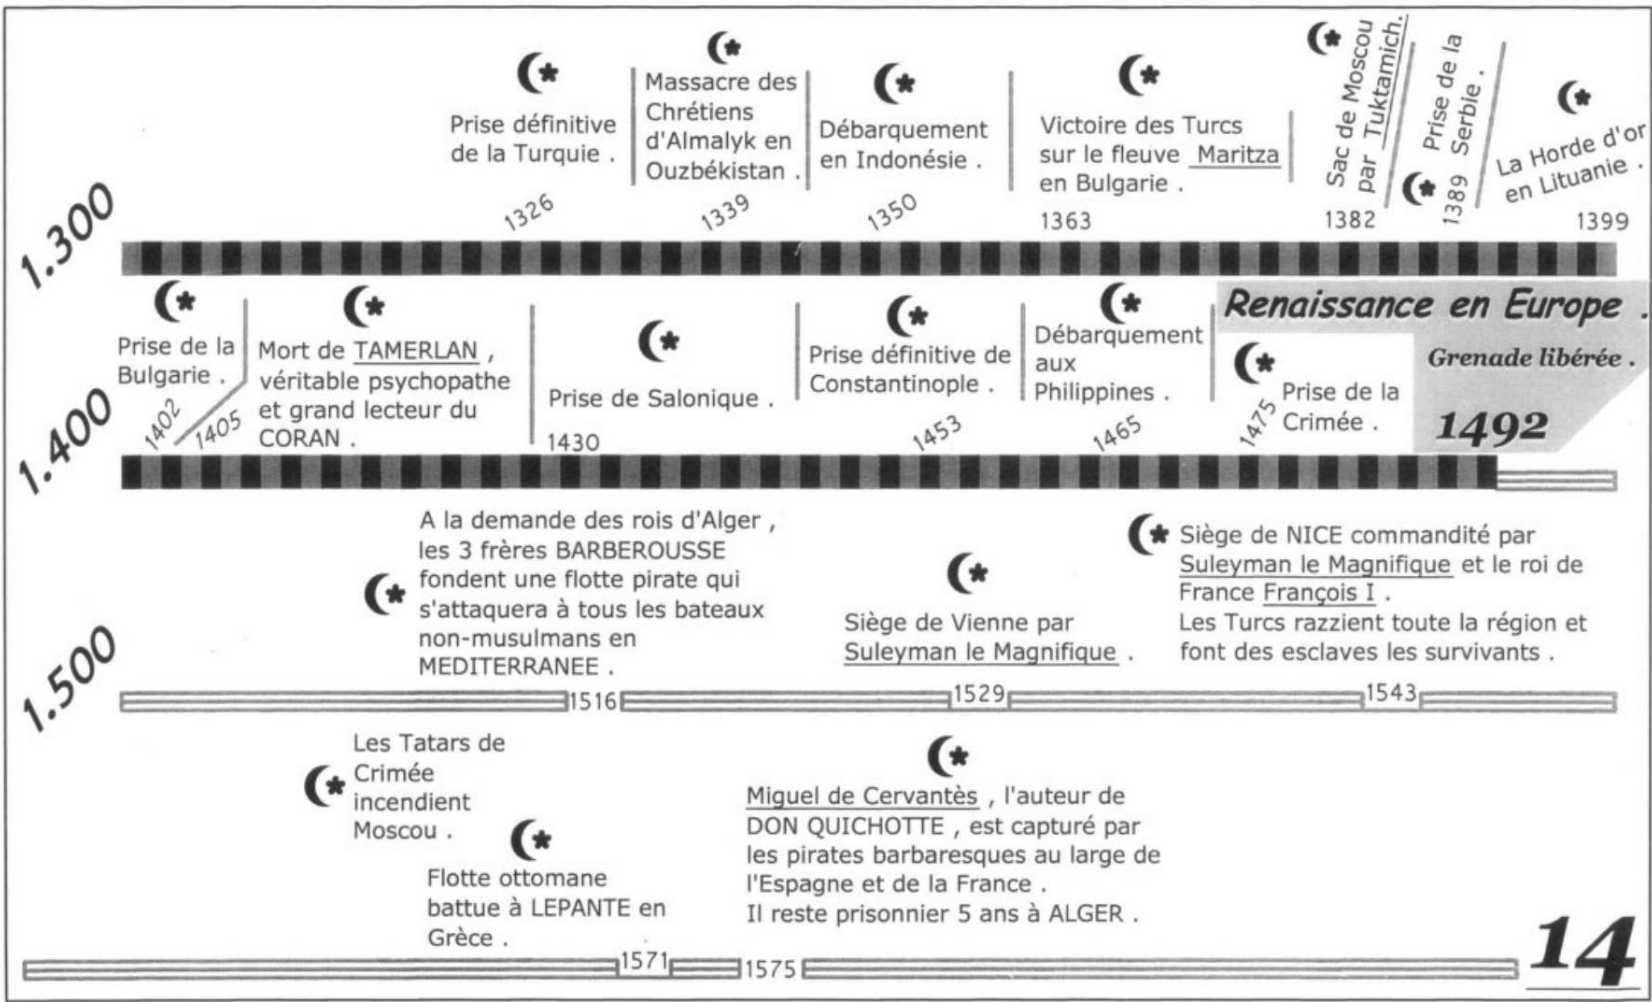 1.300
Prise définitive
de la Turquie .
1326
Massacre des
Chrétiens
d'Almalyk en
Ouzbékistan .
1339
Débarquement
en Indonésie .
1350
Victoire des Turcs
sur le fleuve Maritza
en Bulgarie .
1363
Sac de Moscou
par Tuktamich.
1382
Prise de la
Serbie .
1389
La Horde d'or
en Lituanie .
1399
1.400
Prise de la
Bulgarie .
1402
Mort de TAMERLAN ,
véritable psychopathe
et grand lecteur du
CORAN .
1405
Prise de Salonique .
1430
Prise définitive de
Constantinople .
1453
Débarquement
aux
Philippines .
1465
Prise de la
Crimée .
1475
Renaissance en Europe .
Grenade libérée .
1492
1.500
A la demande des rois d'Alger ,
les 3 frères BARBEROUSSE
fondent une flotte pirate qui
s'attaquera à tous les bateaux
non-musulmans en
MEDITERRANEE .
1516
Siège de Vienne par
Suleyman le Magnifique .
1529
Siège de NICE commandité par
Suleyman le Magnifique et le roi de
France François I .
Les Turcs razzient toute la région et
font des esclaves les survivants .
1543
Les Tatars de
Crimée
incendient
Moscou .
Flotte ottomane
battue à LEPANTE en
Grèce .
1571
Miguel de Cervantès , l'auteur de
DON QUICHOTTE , est capturé par
les pirates barbaresques au large de
l'Espagne et de la France .
Il reste prisonnier 5 ans à ALGER .
1575
14